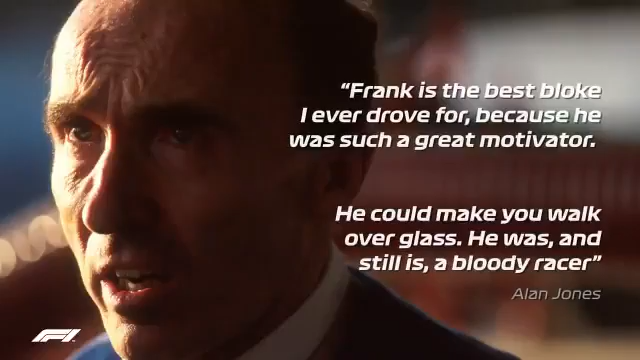 “Frank is the best bloke
I ever drove for, because he
was such a great motivator.
He could make you walk
over glass. He was, and
still is, a bloody racer”
Alan Jones
F1